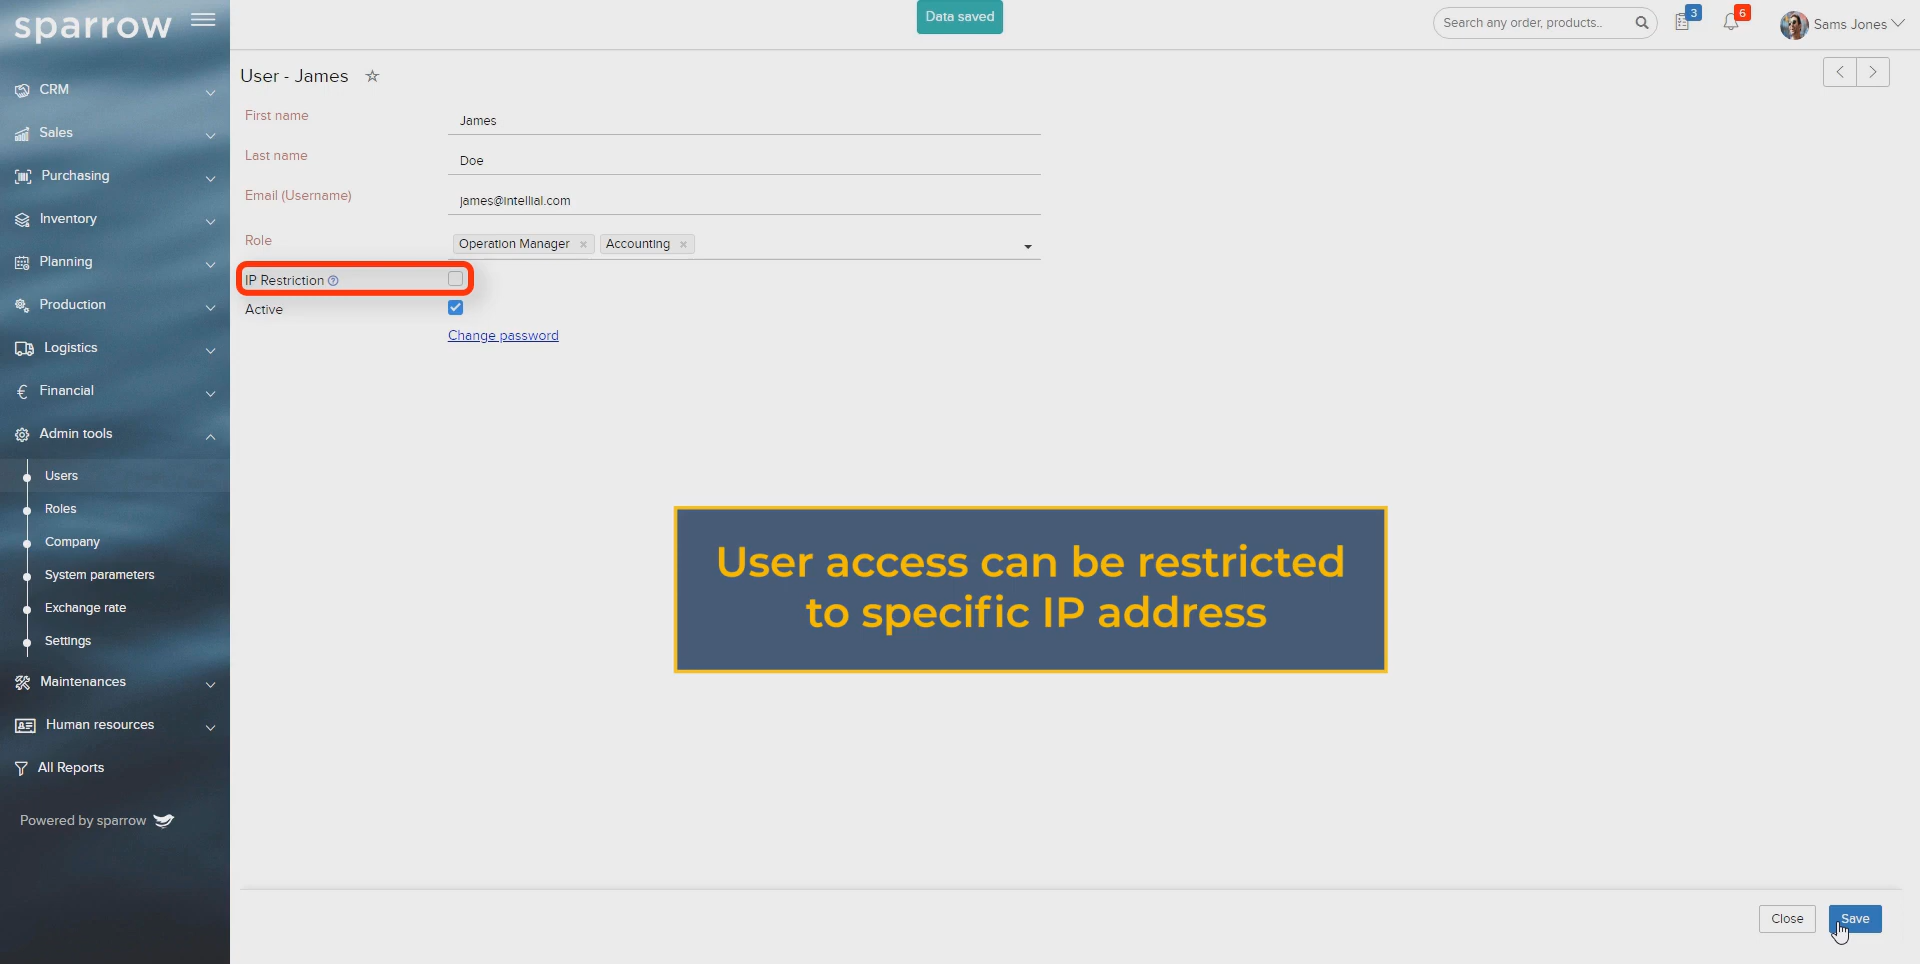 sparrow
Data saved
Search any order, products..
3
6
Sams Jones
CRM
Sales
Purchasing
Inventory
Planning
Production
Logistics
Financial
Admin tools
Users
Roles
Company
System parameters
Exchange rate
Settings
Maintenances
Human resources
All Reports
Powered by sparrow
User - James
First name
James
Last name
Doe
Email (Username)
james@intellial.com
Role
Operation Manager × Accounting ×
IP Restriction
Active
Change password
User access can be restricted
to specific IP address
Close
Save